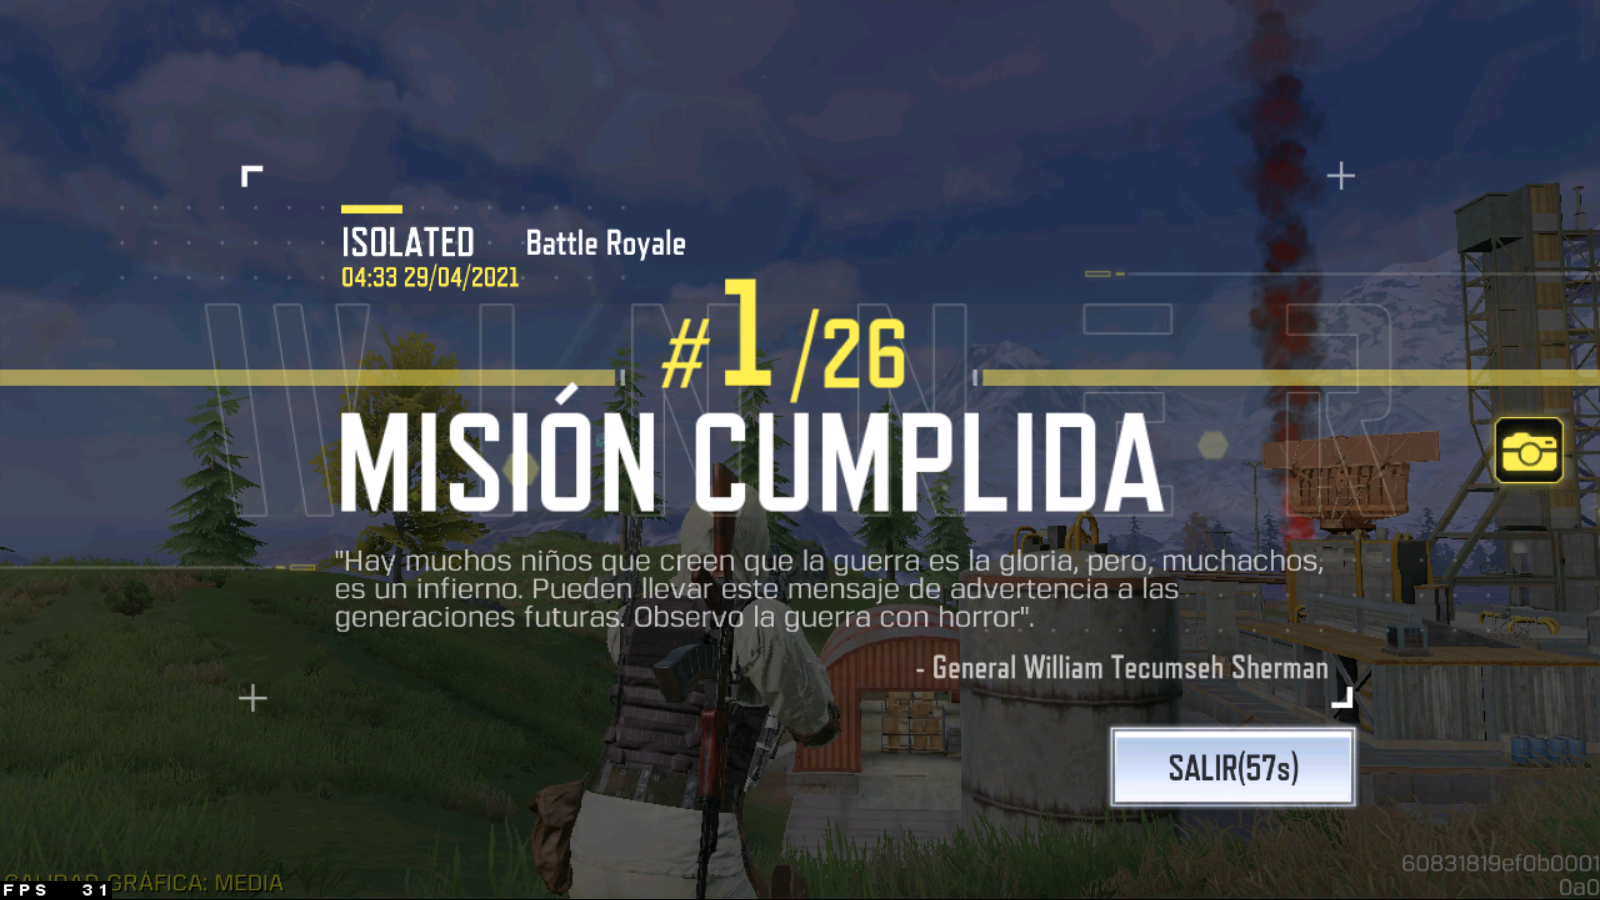 ISOLATED Battle Royale
04:33 29/04/2021
WINNER
#1/26
MISIÓN CUMPLIDA
"Hay muchos niños que creen que la guerra es la gloria, pero, muchachos,
es un infierno. Pueden llevar este mensaje de advertencia a las
generaciones futuras. Observo la guerra con horror".
- General William Tecumseh Sherman
SALIR(57s)
60831819ef0b0001
0a0
CALIDAD GRÁFICA: MEDIA
FPS 31